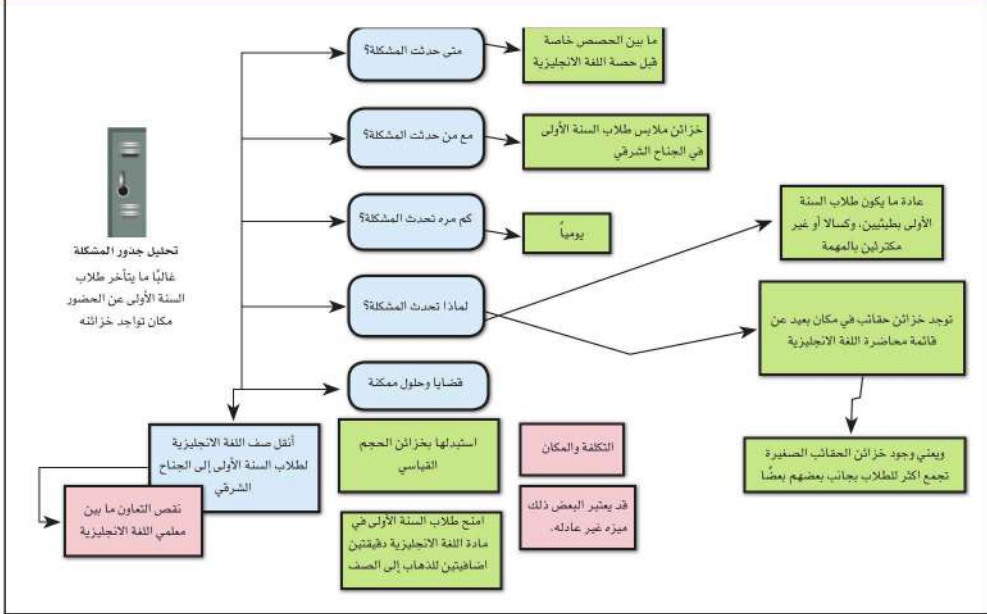 متى حدثت المشكلة؟
ما بين الحصص خاصة
قبل حصة اللغة الانجليزية
مع من حدثت المشكلة؟
خزائن ملابس طلاب السنة الأولى
في الجناح الشرقي
كم مره تحدث المشكلة؟
يومياً
عادة ما يكون طلاب السنة
الأولى بطيئيين، وكسالا أو غير
مكترثين بالمهمة
تحليل جذور المشكلة
غالبًا ما يتأخر طلاب
السنة الأولى عن الحضور
مكان تواجد خزائنه
لماذا تحدث المشكلة؟
توجد خزائن حقائب في مكان بعيد عن
قائمة محاضرة اللغة الانجليزية
قضايا وحلول ممكنة
ويعني وجود خزائن الحقائب الصغيرة
تجمع اكثر للطلاب بجانب بعضهم بعضًا
أنقل صف اللغة الانجليزية
لطلاب السنة الأولى إلى الجناح
الشرقي
استبدلها بخزائن الحجم
القياسي
التكلفة والمكان
نقص التعاون ما بين
معلمي اللغة الانجليزية
امنح طلاب السنة الأولى في
مادة اللغة الانجليزية دقيقتين
اضافيتين للذهاب إلى الصف
قد يعتبر البعض ذلك
ميزه غير عادله.